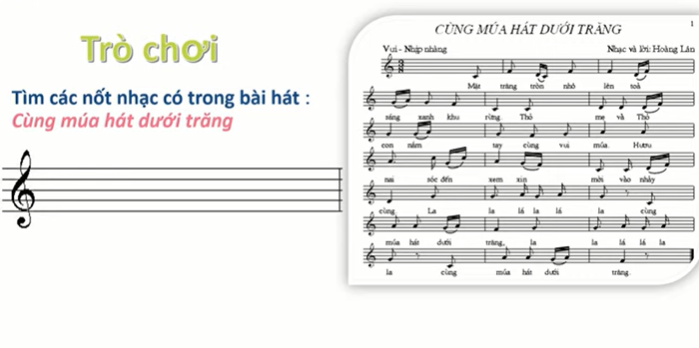 Trò chơi
Tìm các nốt nhạc có trong bài hát :
Cùng múa hát dưới trăng
1
CÙNG MÚA HÁT DƯỚI TRĂNG
Vui - Nhịp nhàng
Nhạc và lời: Hoàng Lân
Mặt trăng tròn nhô lên toả
sáng xanh khu rừng Thỏ mẹ và Thỏ
con nắm tay cùng vui múa. Hươu
nai sóc đến xem xin mời vào nhảy
cùng La la lá la lá la cùng
múa hát dưới trăng, la la lá lá la
la cùng múa hát dưới trăng